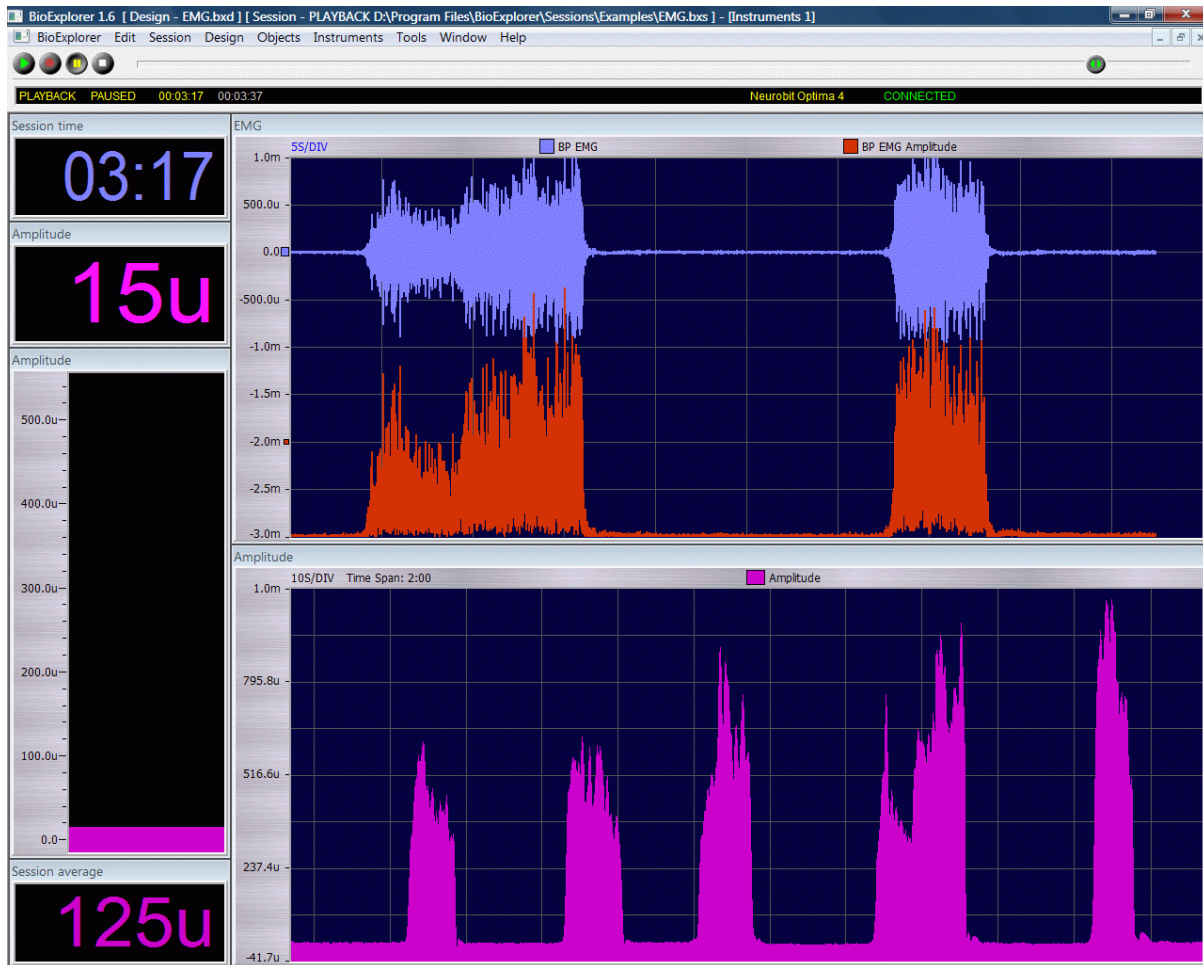 BioExplorer 1.6 [ Design - EMG.bxd ] [ Session - PLAYBACK D:\Program Files\BioExplorer\Sessions\Examples\EMG.bxs ] - [Instruments 1]
BioExplorer Edit Session Design Objects Instruments Tools Window Help
PLAYBACK PAUSED 00:03:17 00:03:37 Neurobit Optima 4 CONNECTED
Session time
03:17
Amplitude
15u
Amplitude
500.0u
400.0u
300.0u
200.0u
100.0u
0.0
Session average
125u
EMG
5S/DIV BP EMG BP EMG Amplitude
1.0m
500.0u
0.0
-500.0u
-1.0m
-1.5m
-2.0m
-2.5m
-3.0m
Amplitude
10S/DIV Time Span: 2:00 Amplitude
1.0m
795.8u
516.6u
237.4u
-41.7u